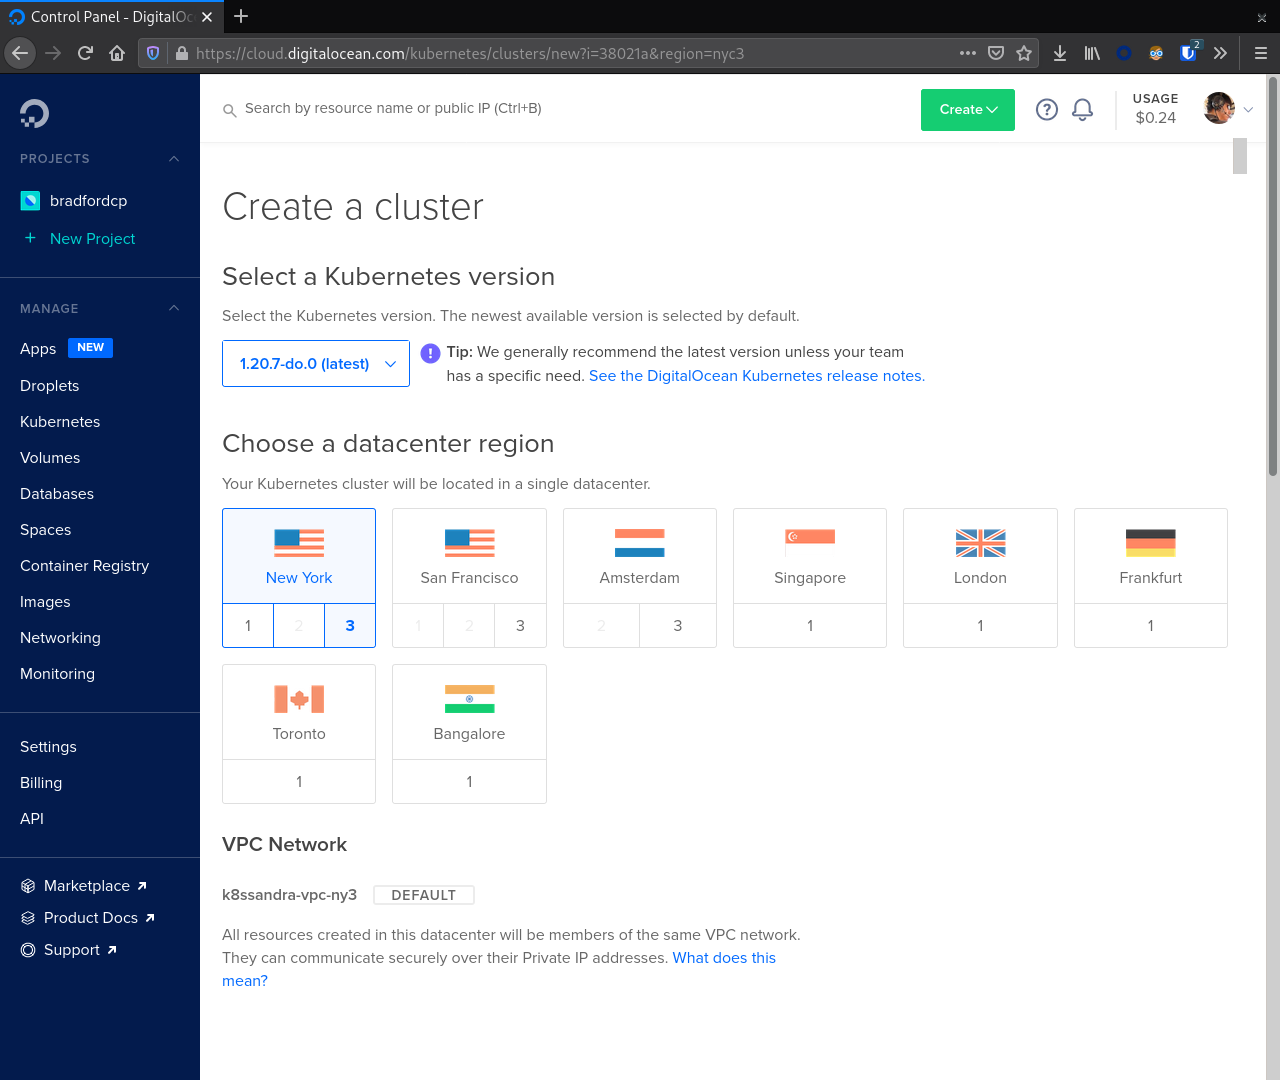 Control Panel - DigitalOc
https://cloud.digitalocean.com/kubernetes/clusters/new?i=38021a&region=nyc3
2
Search by resource name or public IP (Ctrl+B)
Create
?
USAGE
$0.24
PROJECTS
bradfordcp
+ New Project
MANAGE
Apps NEW
Droplets
Kubernetes
Volumes
Databases
Spaces
Container Registry
Images
Networking
Monitoring
Settings
Billing
API
Marketplace
Product Docs
Support
Create a cluster
Select a Kubernetes version
Select the Kubernetes version. The newest available version is selected by default.
1.20.7-do.0 (latest)
! Tip: We generally recommend the latest version unless your team
has a specific need. See the DigitalOcean Kubernetes release notes.
Choose a datacenter region
Your Kubernetes cluster will be located in a single datacenter.
New York
1 2 3
San Francisco
1 2 3
Amsterdam
2 3
Singapore
1
London
1
Frankfurt
1
Toronto
1
Bangalore
1
VPC Network
k8ssandra-vpc-ny3 DEFAULT
All resources created in this datacenter will be members of the same VPC network.
They can communicate securely over their Private IP addresses. What does this
mean?